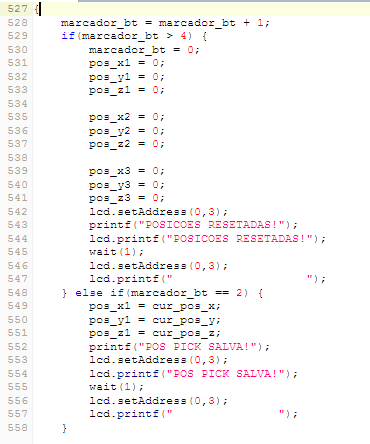 527 {
528     marcador_bt = marcador_bt + 1;
529     if(marcador_bt > 4) {
530         marcador_bt = 0;
531         pos_x1 = 0;
532         pos_y1 = 0;
533         pos_z1 = 0;
534
535         pos_x2 = 0;
536         pos_y2 = 0;
537         pos_z2 = 0;
538
539         pos_x3 = 0;
540         pos_y3 = 0;
541         pos_z3 = 0;
542         lcd.setAddress(0,3);
543         printf("POSICOES RESETADAS!");
544         lcd.printf("POSICOES RESETADAS!");
545         wait(1);
546         lcd.setAddress(0,3);
547         lcd.printf("                    ");
548     } else if(marcador_bt == 2) {
549         pos_x1 = cur_pos_x;
550         pos_y1 = cur_pos_y;
551         pos_z1 = cur_pos_z;
552         printf("POS PICK SALVA!");
553         lcd.setAddress(0,3);
554         lcd.printf("POS PICK SALVA!");
555         wait(1);
556         lcd.setAddress(0,3);
557         lcd.printf("                ");
558     }